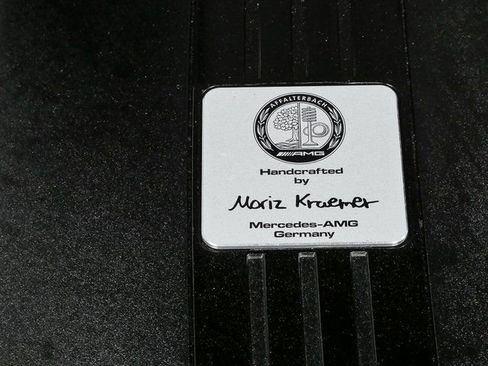 AFFALTERBACH
AMG
Handcrafted
by
Moriz Kraemer
Mercedes-AMG
Germany